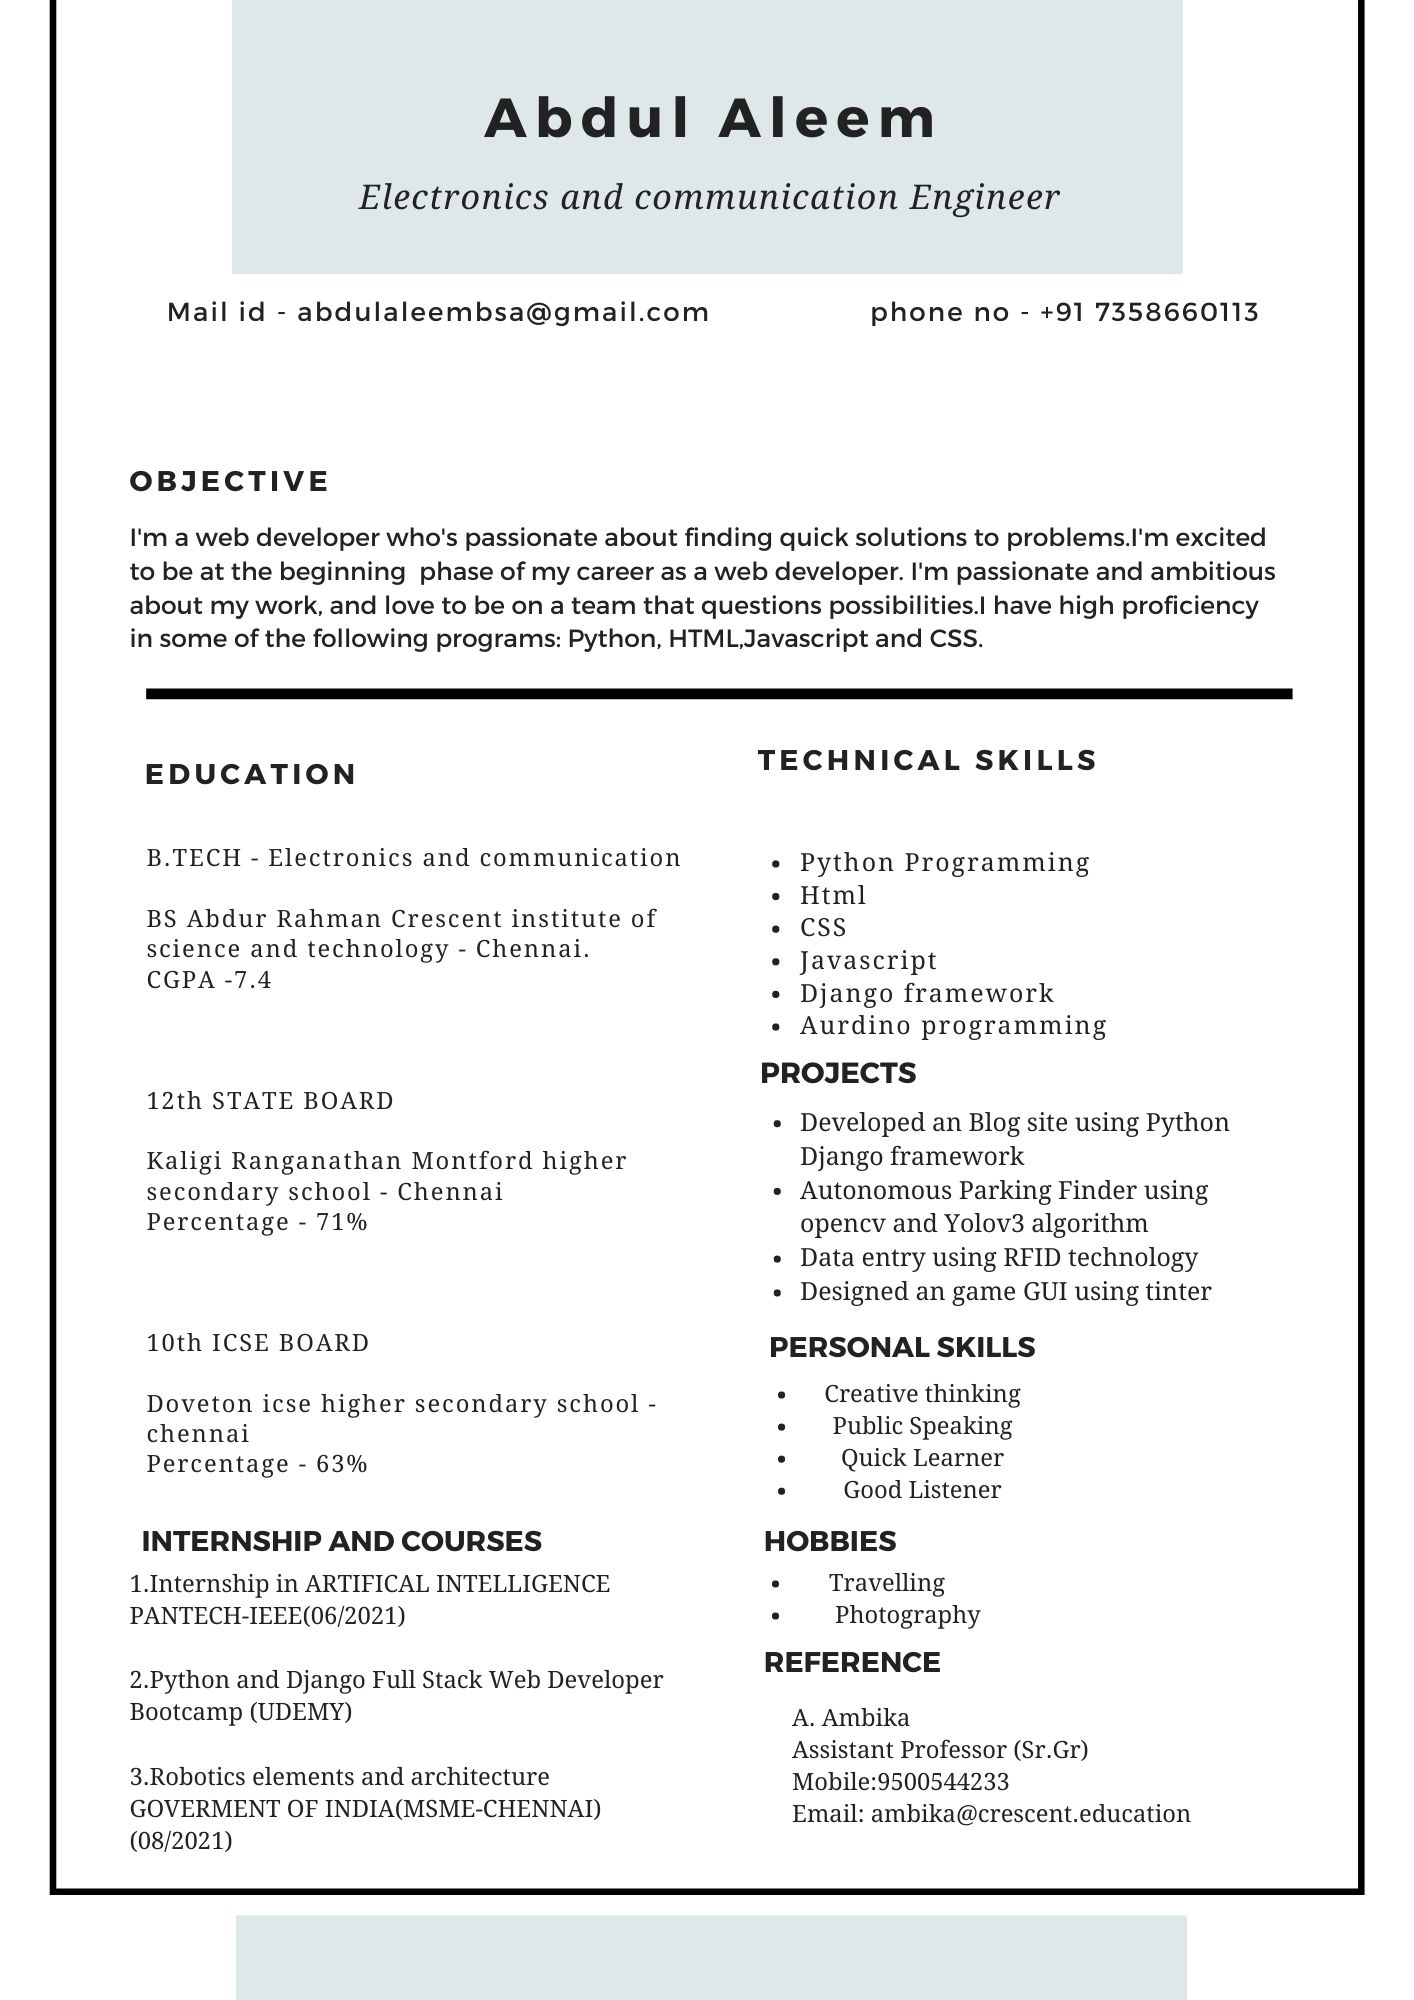 Abdul Aleem
Electronics and communication Engineer
Mail id - abdulaleembsa@gmail.com
phone no - +91 7358660113
OBJECTIVE
I'm a web developer who's passionate about finding quick solutions to problems.I'm excited
to be at the beginning  phase of my career as a web developer. I'm passionate and ambitious
about my work, and love to be on a team that questions possibilities.I have high proficiency
in some of the following programs: Python, HTML,Javascript and CSS.
EDUCATION
B.TECH - Electronics and communication
BS Abdur Rahman Crescent institute of
science and technology - Chennai.
CGPA -7.4
12th STATE BOARD
Kaligi Ranganathan Montford higher
secondary school - Chennai
Percentage - 71%
10th ICSE BOARD
Doveton icse higher secondary school -
chennai
Percentage - 63%
INTERNSHIP AND COURSES
1.Internship in ARTIFICAL INTELLIGENCE
PANTECH-IEEE(06/2021)
2.Python and Django Full Stack Web Developer
Bootcamp (UDEMY)
3.Robotics elements and architecture
GOVERMENT OF INDIA(MSME-CHENNAI)
(08/2021)
TECHNICAL SKILLS
• Python Programming
• Html
• CSS
• Javascript
• Django framework
• Aurdino programming
PROJECTS
• Developed an Blog site using Python
Django framework
• Autonomous Parking Finder using
opencv and Yolov3 algorithm
• Data entry using RFID technology
• Designed an game GUI using tinter
PERSONAL SKILLS
• Creative thinking
• Public Speaking
• Quick Learner
• Good Listener
HOBBIES
• Travelling
• Photography
REFERENCE
A. Ambika
Assistant Professor (Sr.Gr)
Mobile:9500544233
Email: ambika@crescent.education